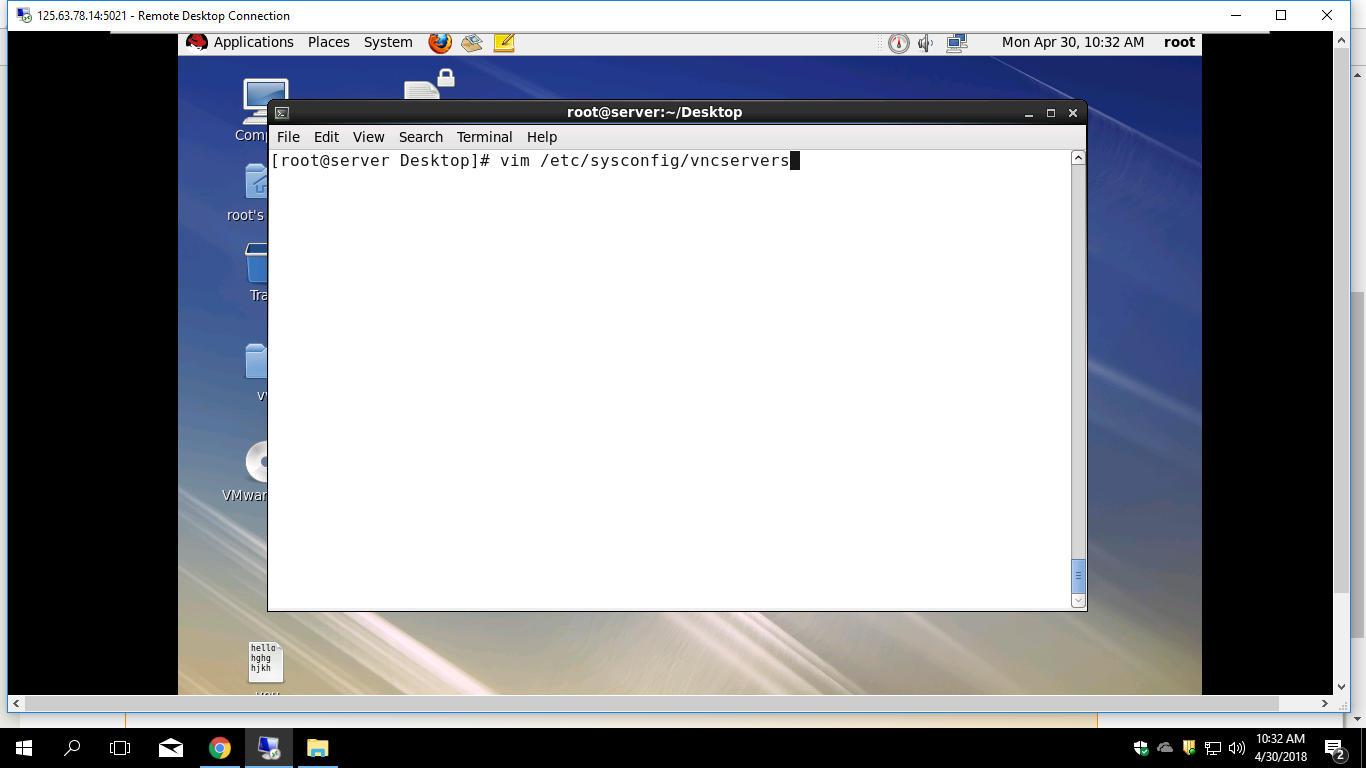 125.63.78.14:5021 - Remote Desktop Connection
Applications Places System Mon Apr 30, 10:32 AM root
root@server:~/Desktop
File Edit View Search Terminal Help
[root@server Desktop]# vim /etc/sysconfig/vncservers
Comp
root's
Tra
VMwar
hello
hghg
hjkh
10:32 AM
4/30/2018
2